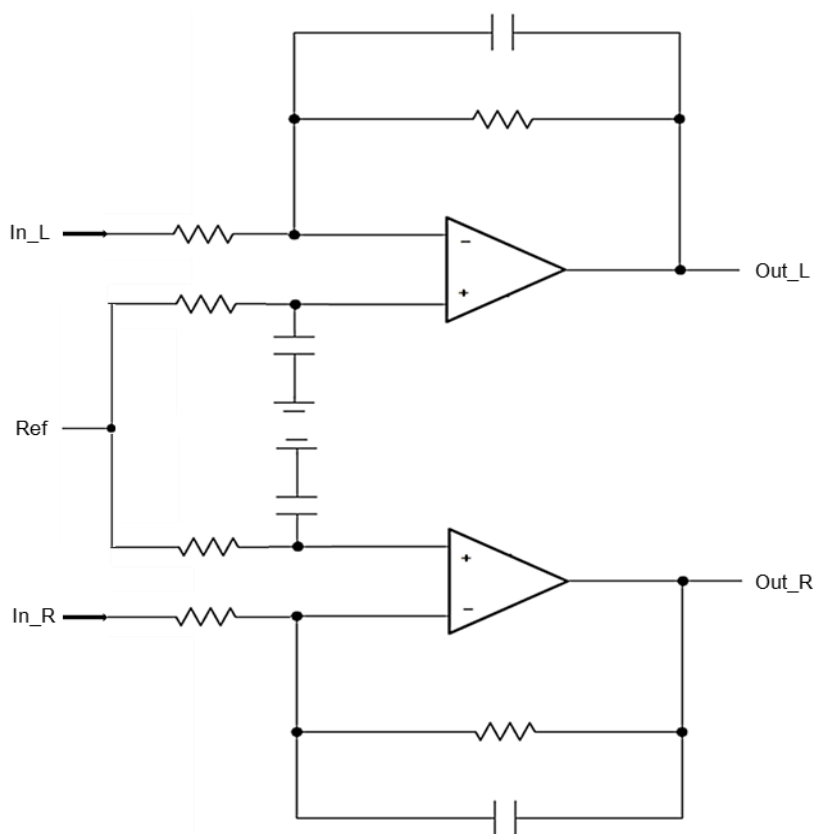 In_L
−
+
Out_L
Ref
+
−
Out_R
In_R